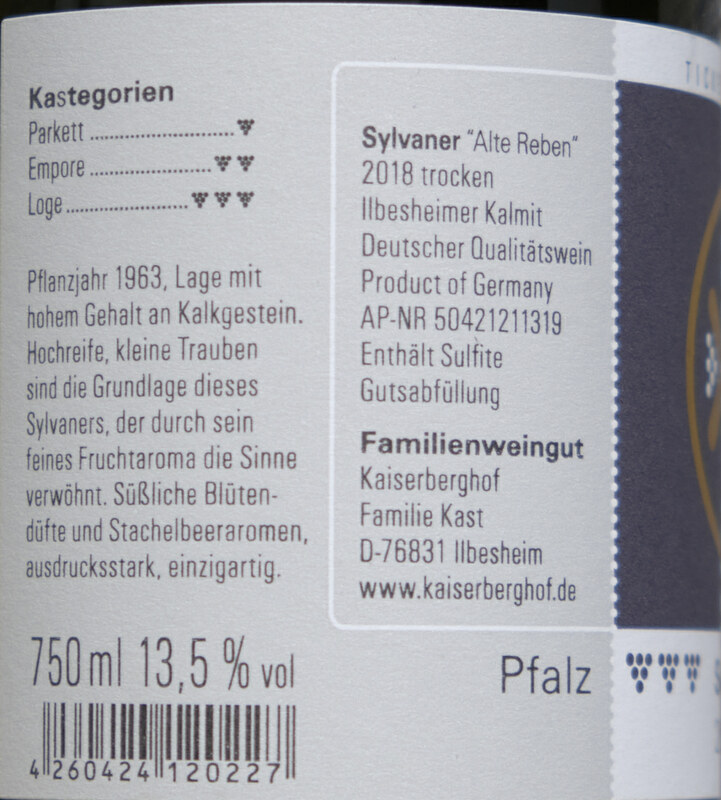 Kastegorien
Parkett
Empore
Loge
Pflanzjahr 1963, Lage mit
hohem Gehalt an Kalkgestein.
Hochreife, kleine Trauben
sind die Grundlage dieses
Sylvaners, der durch sein
feines Fruchtaroma die Sinne
verwöhnt. Süßliche Blüten-
düfte und Stachelbeeraromen,
ausdrucksstark, einzigartig.
750 ml 13,5 % vol
4 260424 120227
Sylvaner "Alte Reben"
2018 trocken
Ilbesheimer Kalmit
Deutscher Qualitätswein
Product of Germany
AP-NR 50421211319
Enthält Sulfite
Gutsabfüllung
Familienweingut
Kaiserberghof
Familie Kast
D-76831 Ilbesheim
www.kaiserberghof.de
Pfalz